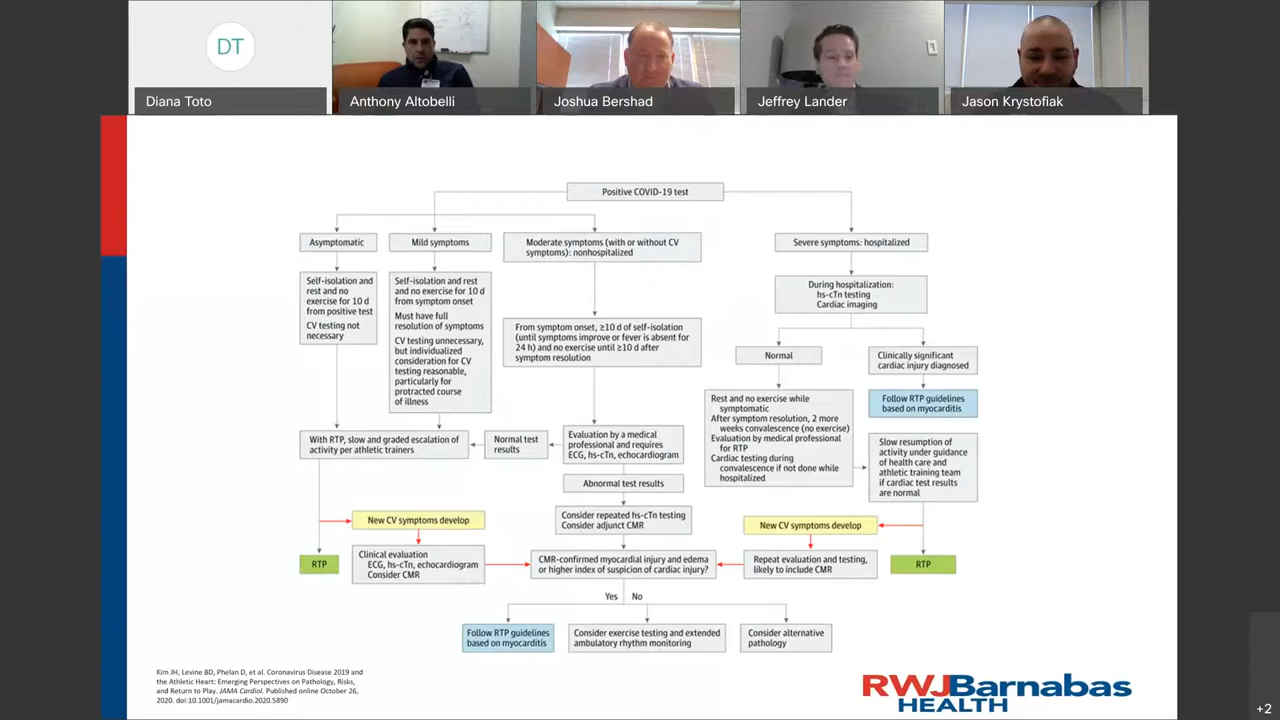 DT
Diana Toto
Anthony Altobelli
Joshua Bershad
Jeffrey Lander
Jason Krystofiak
Positive COVID-19 test
Asymptomatic
Mild symptoms
Moderate symptoms (with or without CV
symptoms): nonhospitalized
Severe symptoms: hospitalized
Self-isolation and
rest and no
exercise for 10 d
from positive test
CV testing not
necessary
Self-isolation and rest
and no exercise for 10 d
from symptom onset
Must have full
resolution of symptoms
CV testing unnecessary,
but individualized
consideration for CV
testing reasonable,
particularly for
protracted course
of illness
From symptom onset, ≥10 d of self-isolation
(until symptoms improve or fever is absent for
24 h) and no exercise until ≥10 d after
symptom resolution
During hospitalization:
hs-cTn testing
Cardiac imaging
Normal
Clinically significant
cardiac injury diagnosed
Follow RTP guidelines
based on myocarditis
Rest and no exercise while
symptomatic
After symptom resolution, 2 more
weeks convalescence (no exercise)
Evaluation by medical professional
for RTP
Cardiac testing during
convalescence if not done while
hospitalized
Slow resumption of
activity under guidance
of health care and
athletic training team
if cardiac test results
are normal
With RTP, slow and graded escalation of
activity per athletic trainers
Normal test
results
Evaluation by a medical
professional and requires
ECG, hs-cTn, echocardiogram
Abnormal test results
Consider repeated hs-cTn testing
Consider adjunct CMR
New CV symptoms develop
New CV symptoms develop
RTP
Clinical evaluation
ECG, hs-cTn, echocardiogram
Consider CMR
CMR-confirmed myocardial injury and edema
or higher index of suspicion of cardiac injury?
Repeat evaluation and testing,
likely to include CMR
RTP
Yes
No
Follow RTP guidelines
based on myocarditis
Consider exercise testing and extended
ambulatory rhythm monitoring
Consider alternative
pathology
Kim JH, Levine BD, Phelan D, et al. Coronavirus Disease 2019 and
the Athletic Heart: Emerging Perspectives on Pathology, Risks,
and Return to Play. JAMA Cardiol. Published online October 26,
2020. doi:10.1001/jamacardio.2020.5890
RWJBarnabas
HEALTH
+2